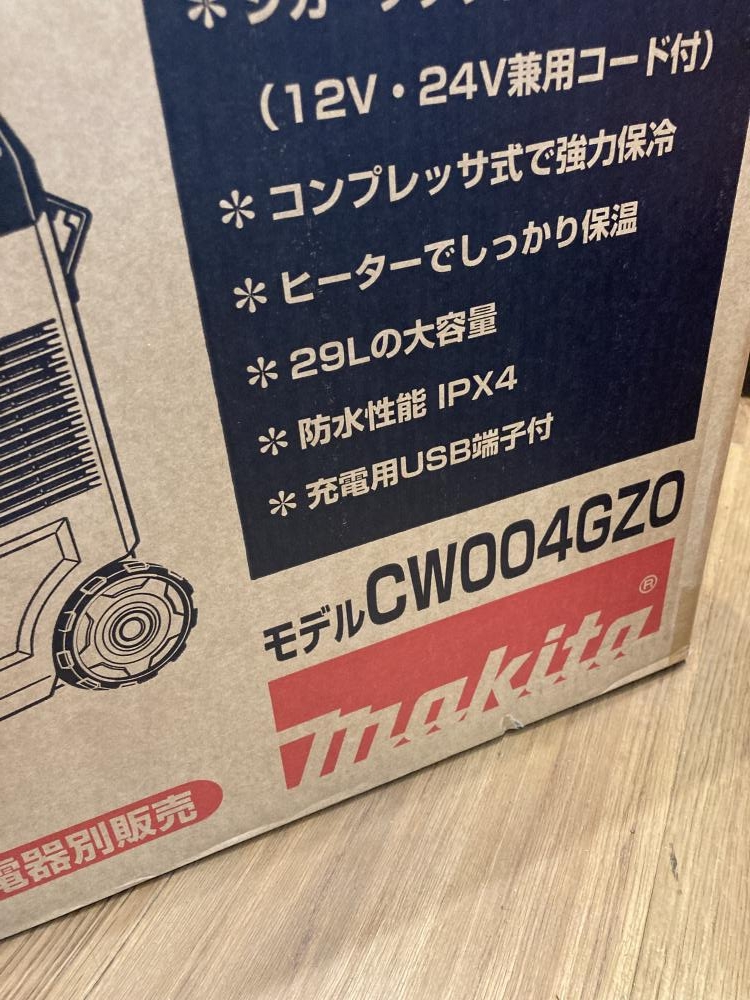 (12V・24V兼用コード付)
* コンプレッサ式で強力保冷
* ヒーターでしっかり保温
* 29Lの大容量
* 防水性能 IPX4
* 充電用USB端子付
モデルCW004GZO
makita®
電器別販売